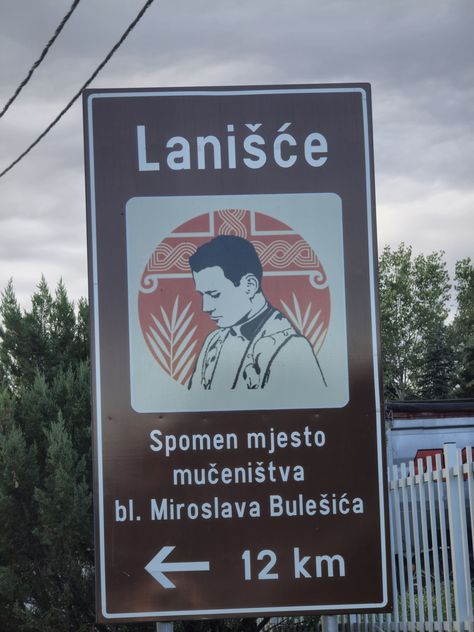 Lanišće
Spomen mjesto
mučeništva
bl. Miroslava Bulešića
← 12 km